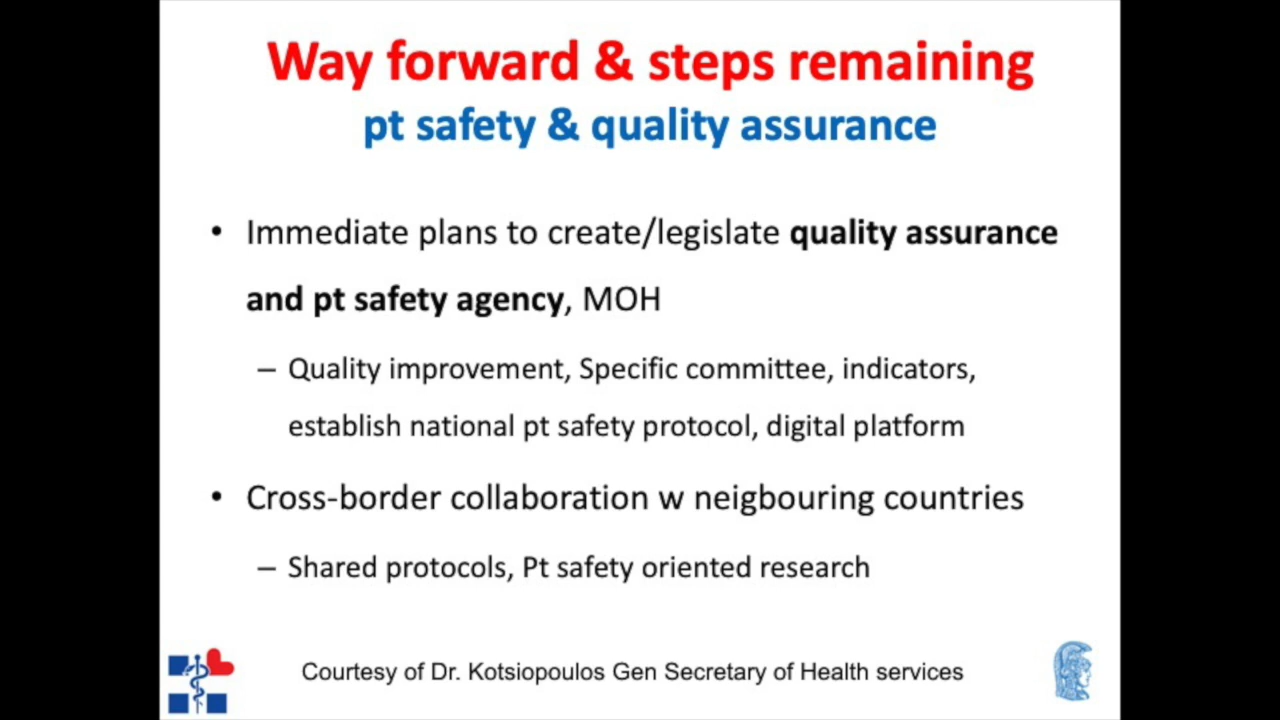 Way forward & steps remaining
pt safety & quality assurance
• Immediate plans to create/legislate quality assurance
and pt safety agency, MOH
– Quality improvement, Specific committee, indicators,
establish national pt safety protocol, digital platform
• Cross-border collaboration w neigbouring countries
– Shared protocols, Pt safety oriented research
Courtesy of Dr. Kotsiopoulos Gen Secretary of Health services